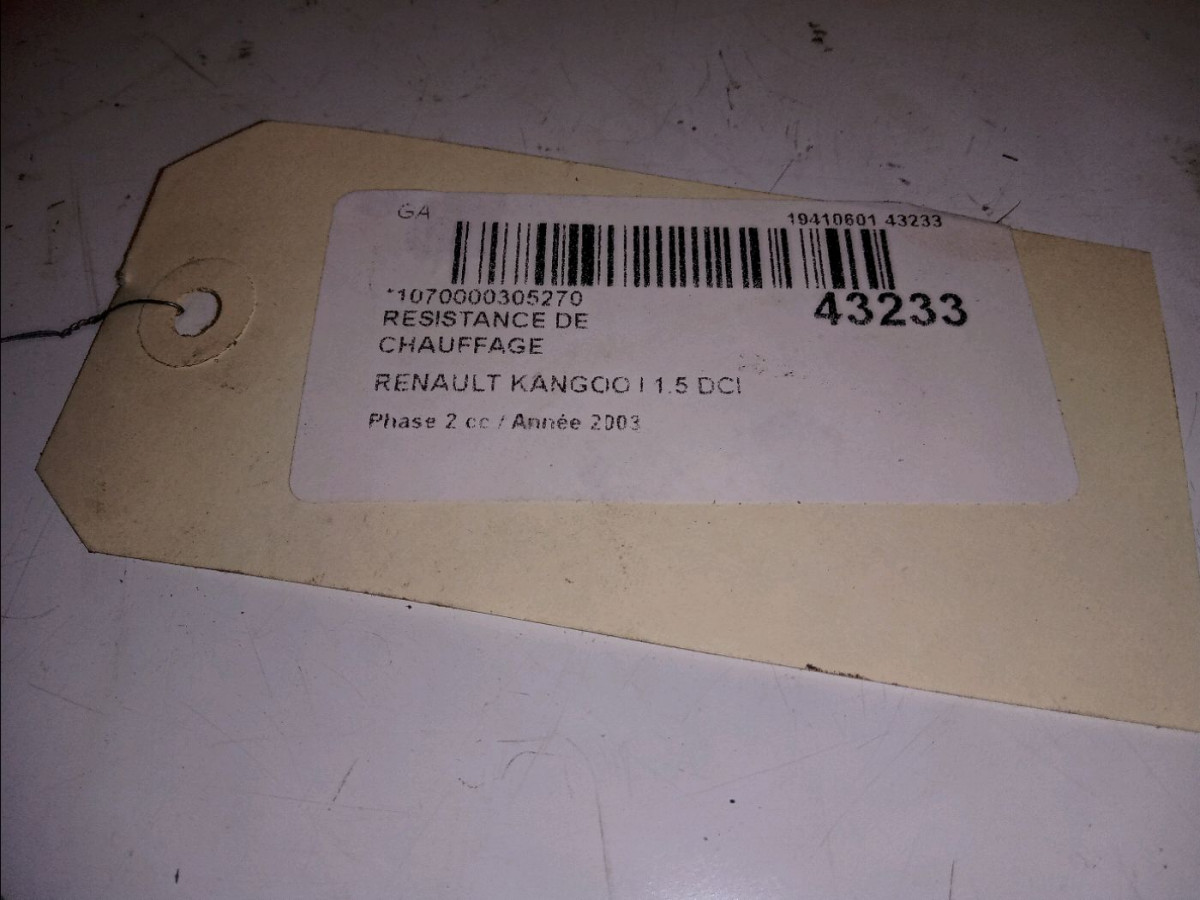 GA
19410601 43233
*1070000305270
43233
RESISTANCE DE
CHAUFFAGE
RENAULT KANGOO I 1.5 DCI
Phase 2 cc / Année 2003